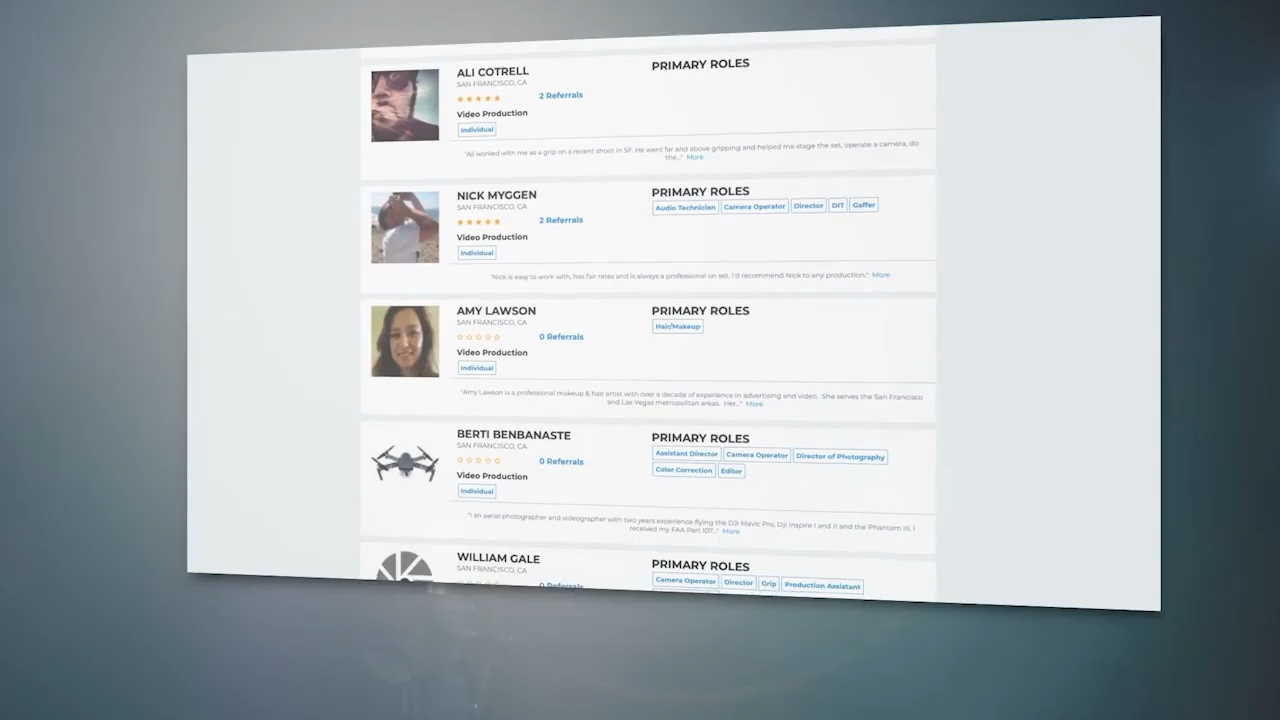 ALI COTRELL
SAN FRANCISCO, CA
2 Referrals
Video Production
Individual
PRIMARY ROLES
"Ali worked with me as a grip on a recent shoot in SF. He went far and above gripping and helped me stage the set, operate a camera, do
the..." More
NICK MYGGEN
SAN FRANCISCO, CA
2 Referrals
Video Production
Individual
PRIMARY ROLES
Audio Technician Camera Operator Director DIT Gaffer
"Nick is easy to work with, has fair rates and is always a professional on set. I'd recommend Nick to any production." More
AMY LAWSON
SAN FRANCISCO, CA
0 Referrals
Video Production
Individual
PRIMARY ROLES
Hair/Makeup
"Amy Lawson is a professional makeup & hair artist with over a decade of experience in advertising and video. She serves the San Francisco
and Las Vegas metropolitan areas. Her..." More
BERTI BENBANASTE
SAN FRANCISCO, CA
0 Referrals
Video Production
Individual
PRIMARY ROLES
Assistant Director Camera Operator Director of Photography
Color Correction Editor
"I an aerial photographer and videographer with two years experience flying the DJI Mavic Pro, Dji Inspire I and II and the Phantom III. I
received my FAA Part 107..." More
WILLIAM GALE
SAN FRANCISCO, CA
0 Referrals
PRIMARY ROLES
Camera Operator Director Grip Production Assistant